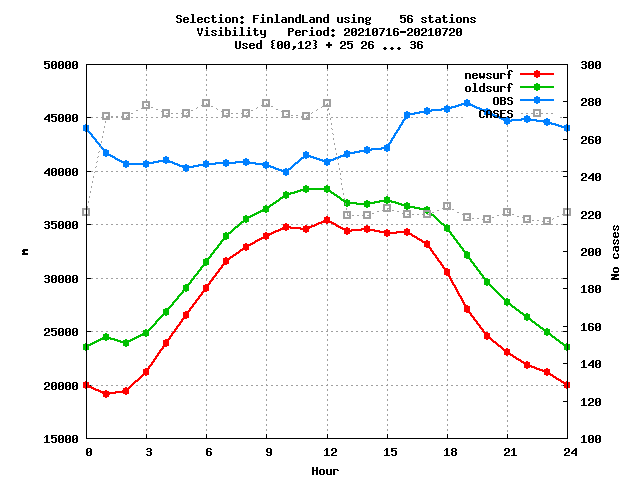 Selection: FinlandLand using    56 stations
Visibility   Period: 20210716-20210720
Used {00,12} + 25 26 ... 36
50000
45000
40000
35000
30000
25000
20000
15000
300
280
260
240
220
200
180
160
140
120
100
newsurf
oldsurf
OBS
CASES
m
No cases
0 3 6 9 12 15 18 21 24
Hour